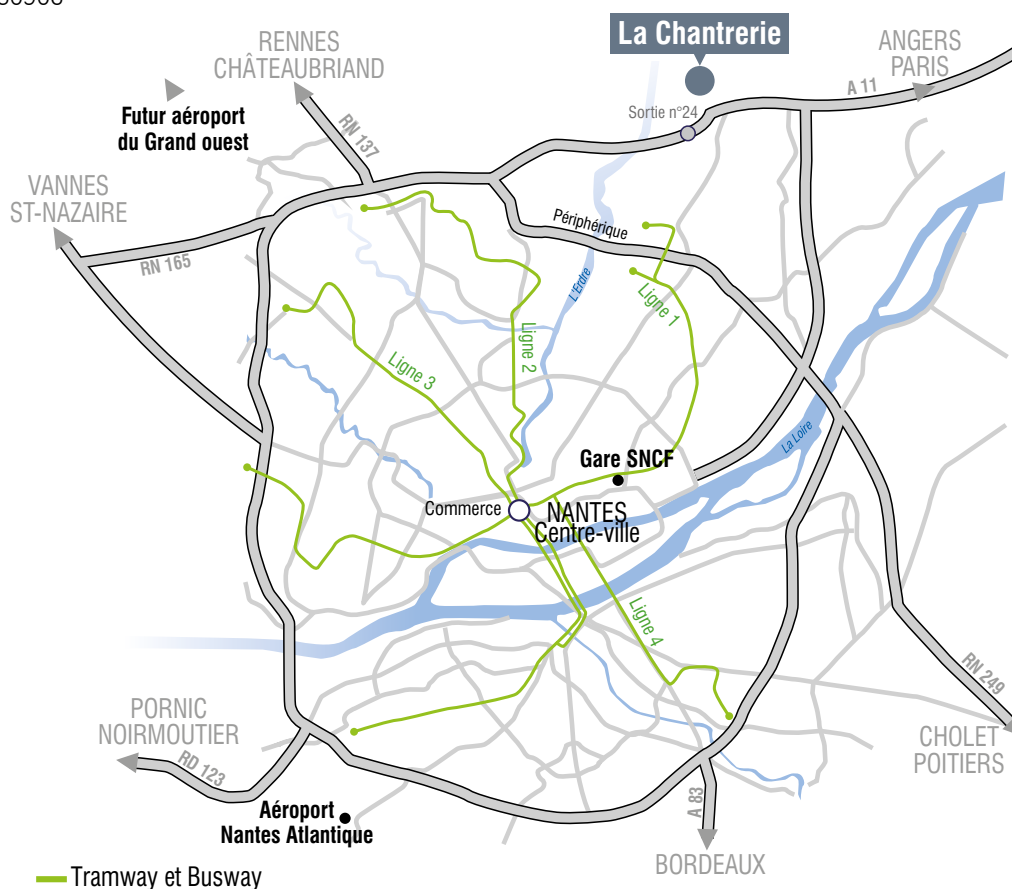 La Chantrerie
RENNES
CHÂTEAUBRIAND
ANGERS
PARIS
A 11
Sortie n°24
Futur aéroport
du Grand ouest
RN 137
VANNES
ST-NAZAIRE
RN 165
Périphérique
L'Erdre
Ligne 1
Ligne 2
Ligne 3
La Loire
Gare SNCF
Commerce
NANTES
Centre-ville
Ligne 4
RN 249
PORNIC
NOIRMOUTIER
RD 123
CHOLET
POITIERS
A 83
Aéroport
Nantes Atlantique
BORDEAUX
Tramway et Busway